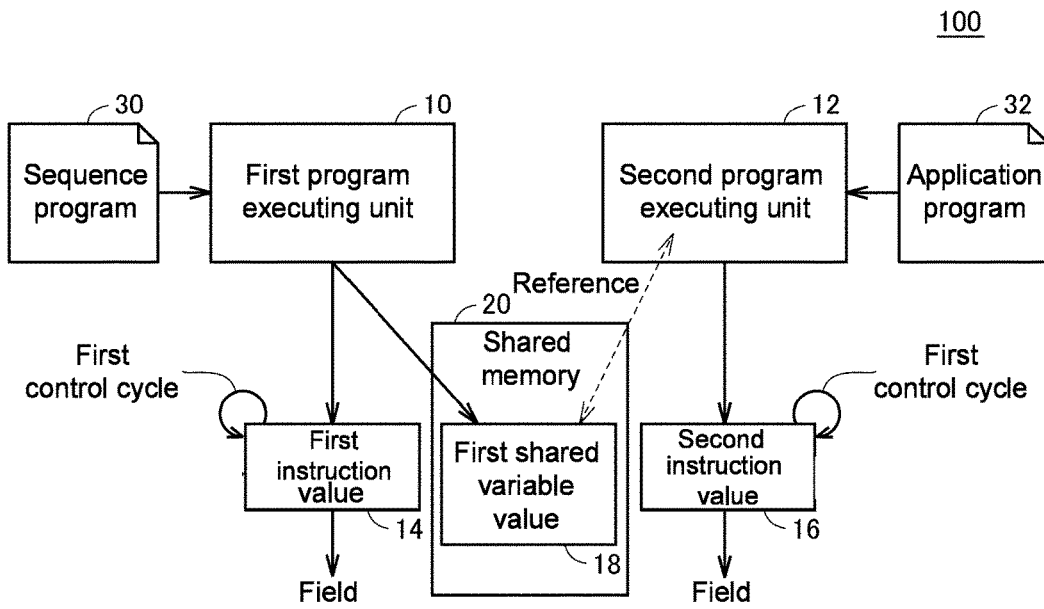 100
30
10
12
32
Sequence
program
First program
executing unit
Second program
executing unit
Application
program
Reference
20
Shared
memory
First
control cycle
First
control cycle
First
instruction
value
First shared
variable
value
Second
instruction
value
14
18
16
Field
Field